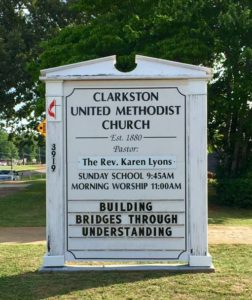 CLARKSTON
UNITED METHODIST
CHURCH
Est. 1880
Pastor:
The Rev. Karen Lyons
SUNDAY SCHOOL 9:45AM
MORNING WORSHIP 11:00AM
BUILDING
BRIDGES THROUGH
UNDERSTANDING
3919